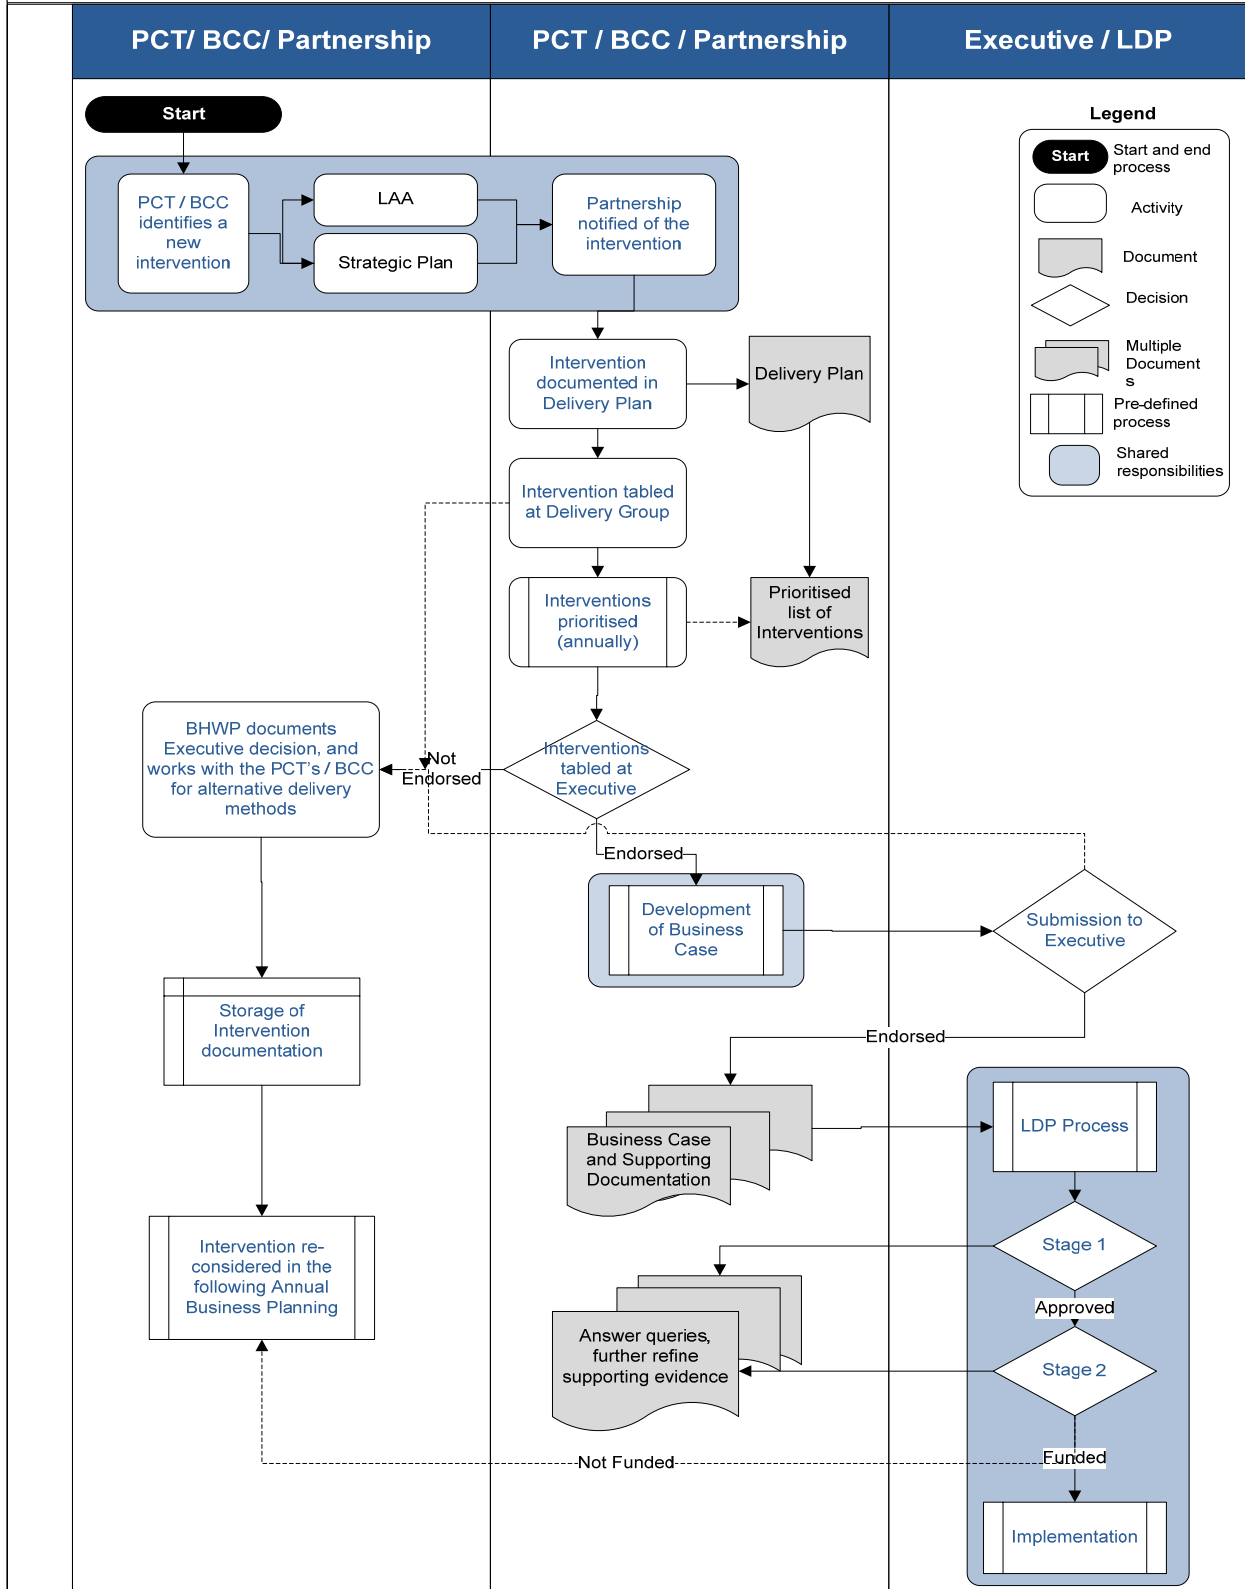 PCT/ BCC/ Partnership
PCT / BCC / Partnership
Executive / LDP
Start
Legend
Start
Start and end
process
Activity
Document
Decision
Multiple
Document
s
Pre-defined
process
Shared
responsibilities
PCT / BCC
identifies a
new
intervention
LAA
Strategic Plan
Partnership
notified of the
intervention
Intervention
documented in
Delivery Plan
Delivery Plan
Intervention tabled
at Delivery Group
Interventions
prioritised
(annually)
Prioritised
list of
Interventions
BHWP documents
Executive decision, and
works with the PCT's / BCC
for alternative delivery
methods
Not
Endorsed
Interventions
tabled at
Executive
Endorsed
Development
of Business
Case
Submission to
Executive
Storage of
Intervention
documentation
Endorsed
Business Case
and Supporting
Documentation
LDP Process
Intervention re-
considered in the
following Annual
Business Planning
Stage 1
Approved
Answer queries,
further refine
supporting evidence
Stage 2
Not Funded
Funded
Implementation